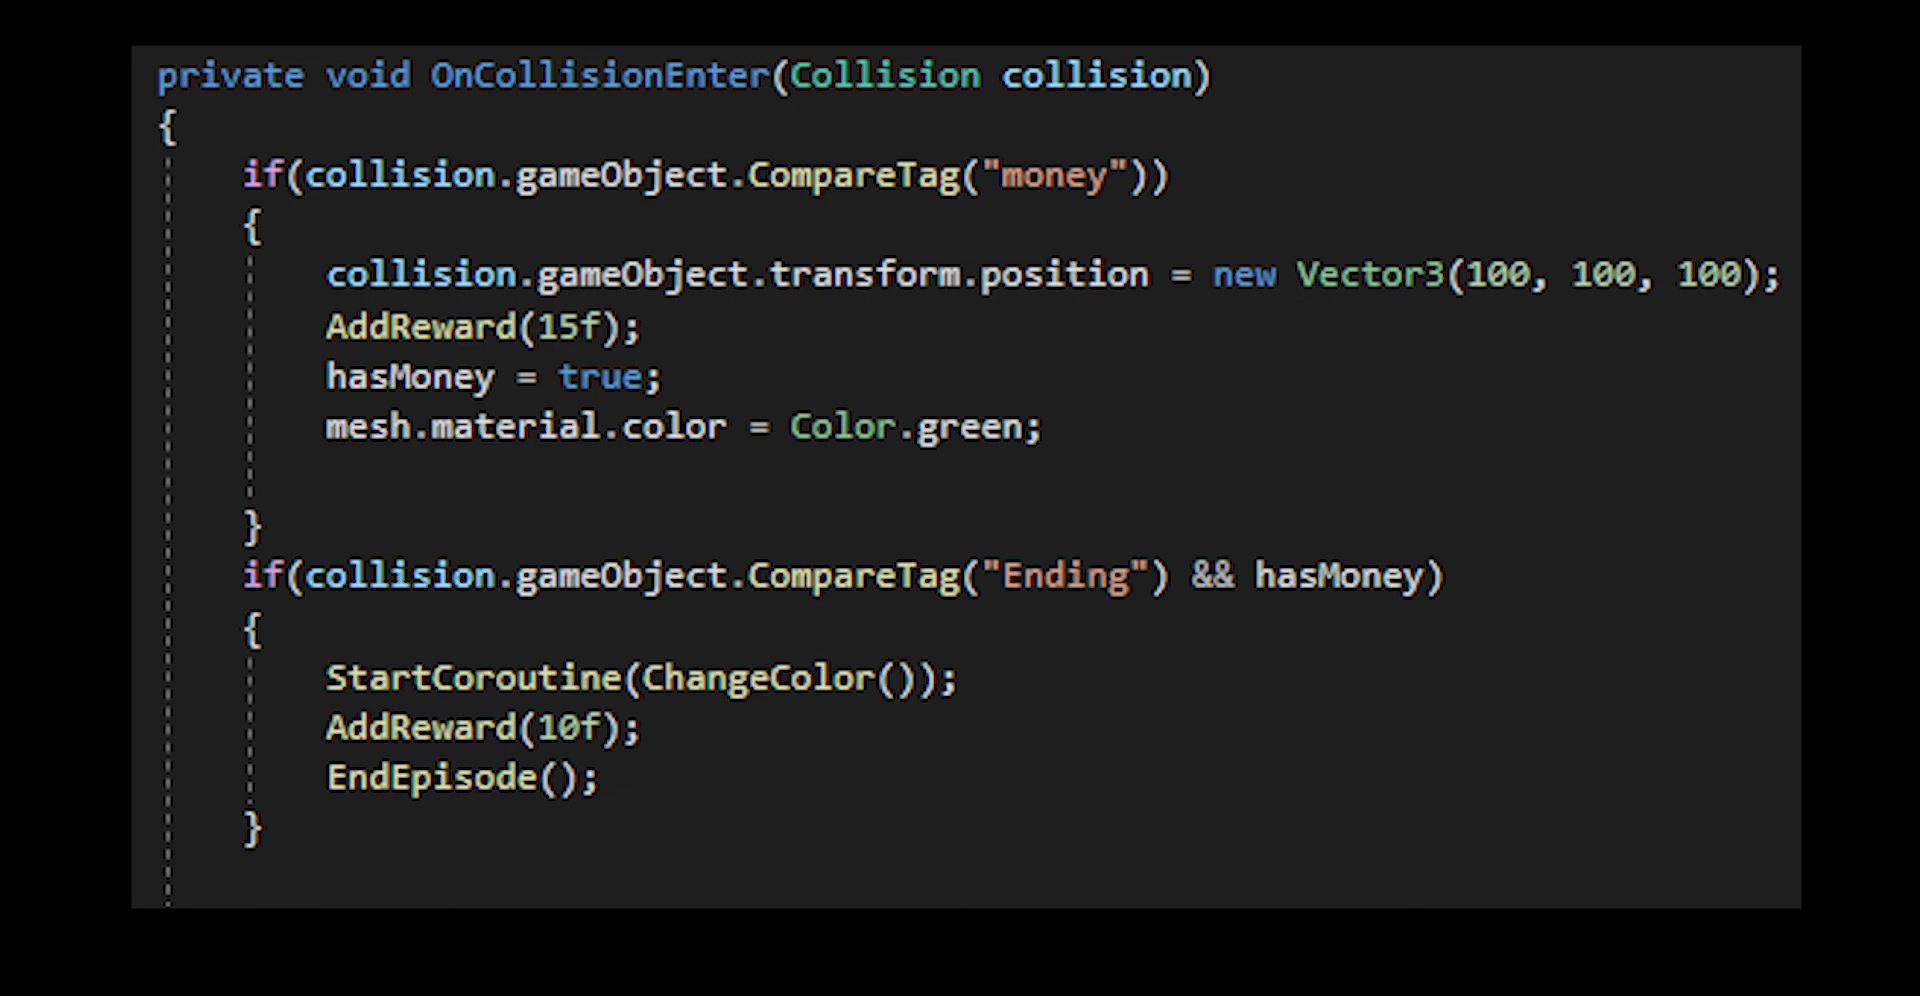 private void OnCollisionEnter(Collision collision)
{
if(collision.gameObject.CompareTag("money"))
{
collision.gameObject.transform.position = new Vector3(100, 100, 100);
AddReward(15f);
hasMoney = true;
mesh.material.color = Color.green;
}
if(collision.gameObject.CompareTag("Ending") && hasMoney)
{
StartCoroutine(ChangeColor());
AddReward(10f);
EndEpisode();
}